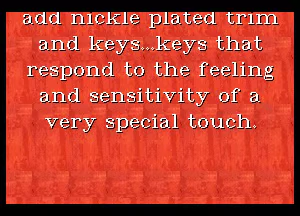 add nickle plated trim
and keys...keys that
respond to the feeling
and sensitivity of a
very special touch.